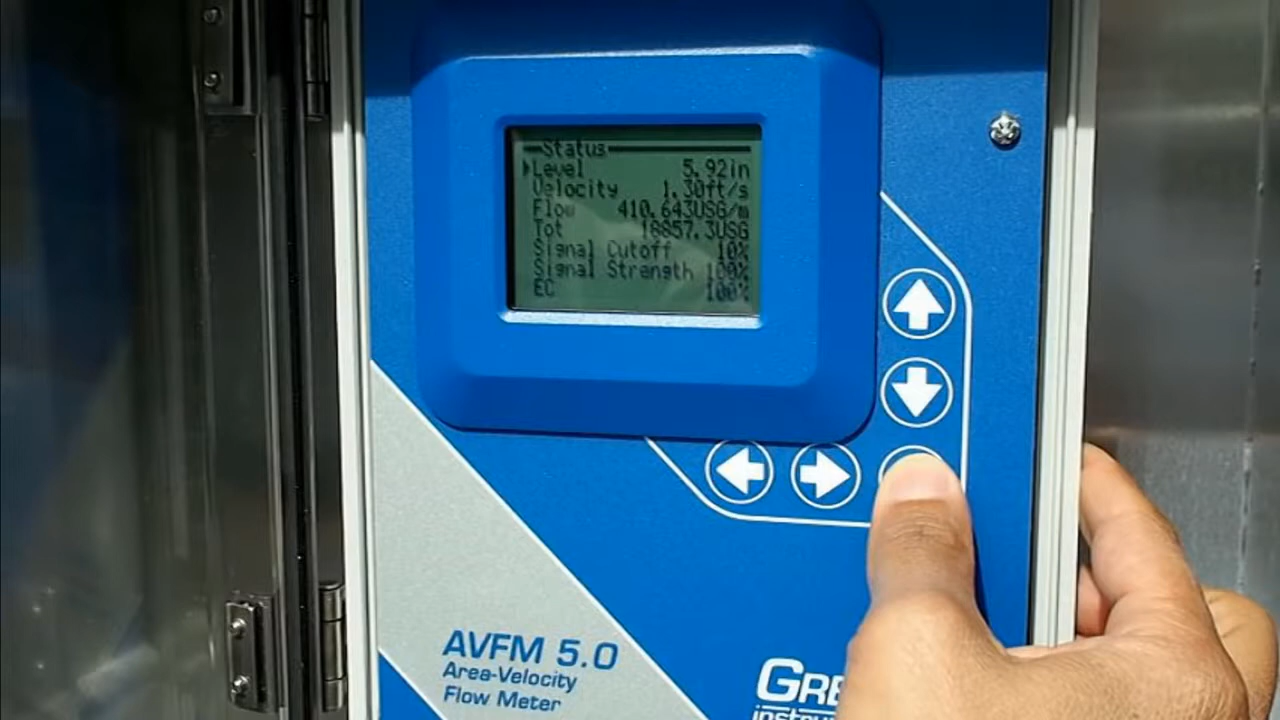 Status
Level 5.92in
Velocity 1.30ft/s
Flow 410.643USG/m
Tot 18857.3USG
Signal Cutoff 10%
Signal Strength 100%
EC 100%
AVFM 5.0
Area-Velocity
Flow Meter